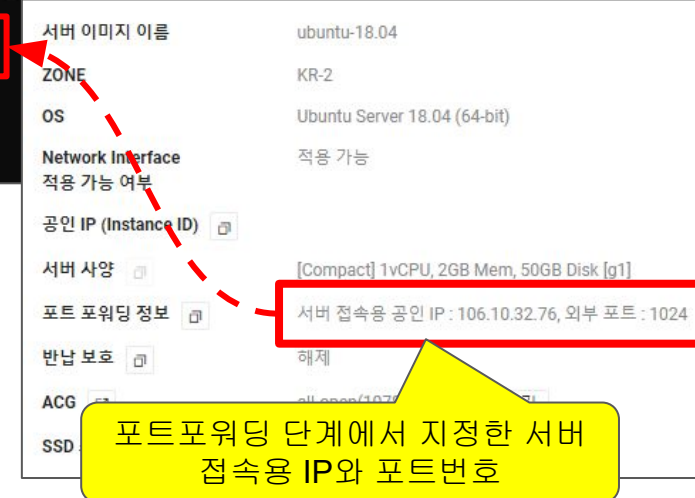 서버 이미지 이름 ubuntu-18.04
ZONE KR-2
OS Ubuntu Server 18.04 (64-bit)
Network Interface 적용 가능
적용 가능 여부
공인 IP (Instance ID)
서버 사양 [Compact] 1vCPU, 2GB Mem, 50GB Disk [g1]
포트 포워딩 정보 서버 접속용 공인 IP : 106.10.32.76, 외부 포트 : 1024
반납 보호 해제
ACG
SSD
포트포워딩 단계에서 지정한 서버
접속용 IP와 포트번호